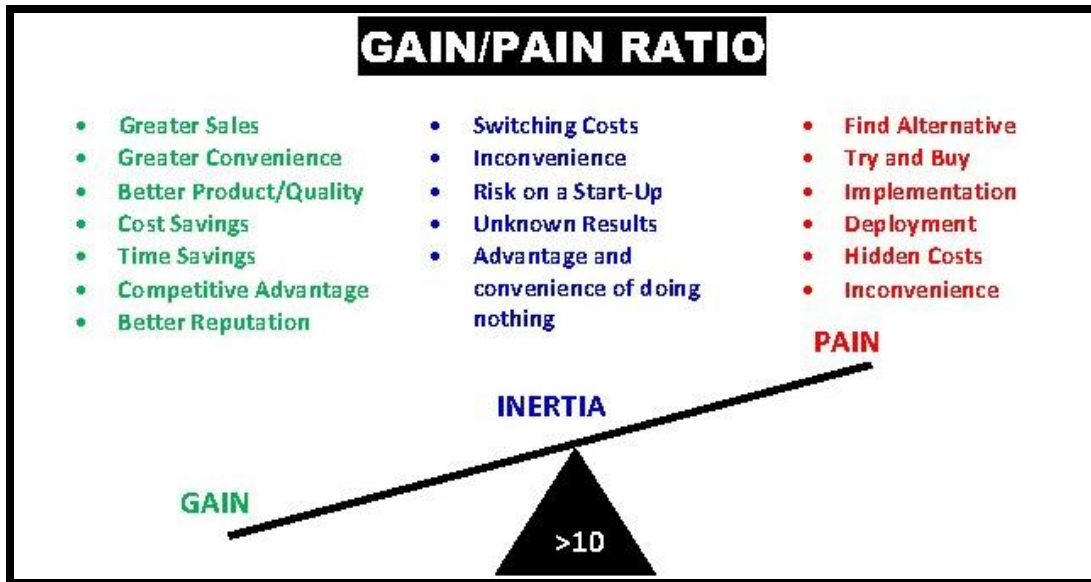 GAIN/PAIN RATIO
• Greater Sales
• Greater Convenience
• Better Product/Quality
• Cost Savings
• Time Savings
• Competitive Advantage
• Better Reputation
• Switching Costs
• Inconvenience
• Risk on a Start-Up
• Unknown Results
• Advantage and
convenience of doing
nothing
• Find Alternative
• Try and Buy
• Implementation
• Deployment
• Hidden Costs
• Inconvenience
PAIN
INERTIA
GAIN
>10